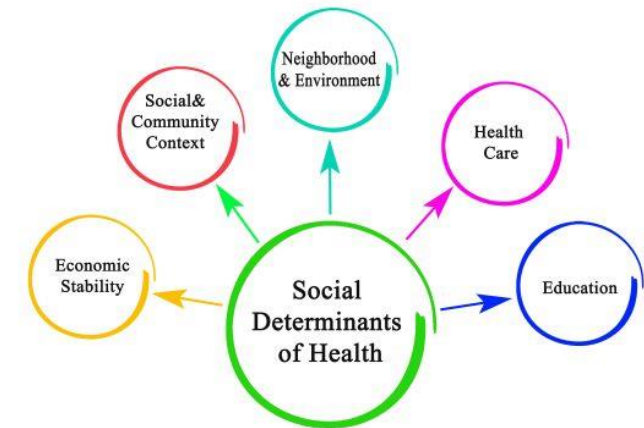 Neighborhood
& Environment
Social&
Community
Context
Health
Care
Economic
Stability
Education
Social
Determinants
of Health